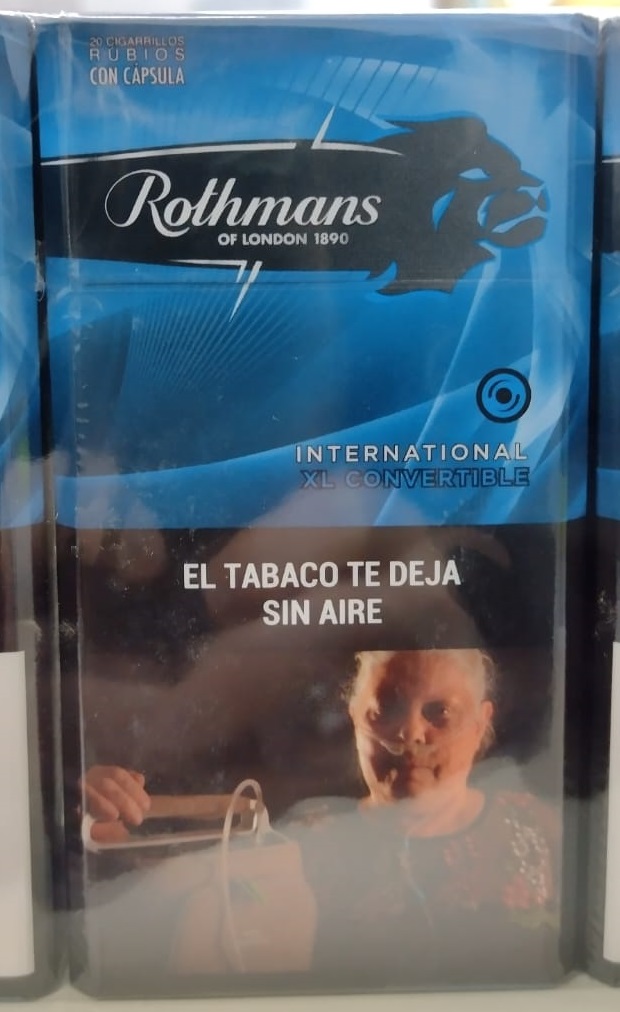 20 CIGARRILLOS
RUBIOS
CON CÁPSULA
Rothmans
OF LONDON 1890
INTERNATIONAL
XL CONVERTIBLE
EL TABACO TE DEJA
SIN AIRE